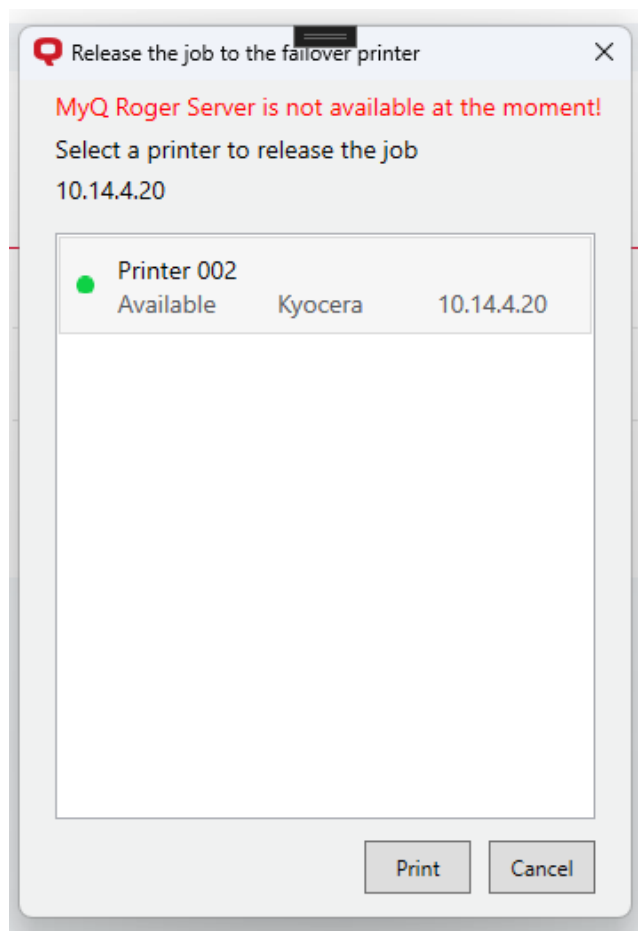 Release the job to the failover printer
MyQ Roger Server is not available at the moment!
Select a printer to release the job
10.14.4.20
Printer 002
Available Kyocera 10.14.4.20
Print Cancel